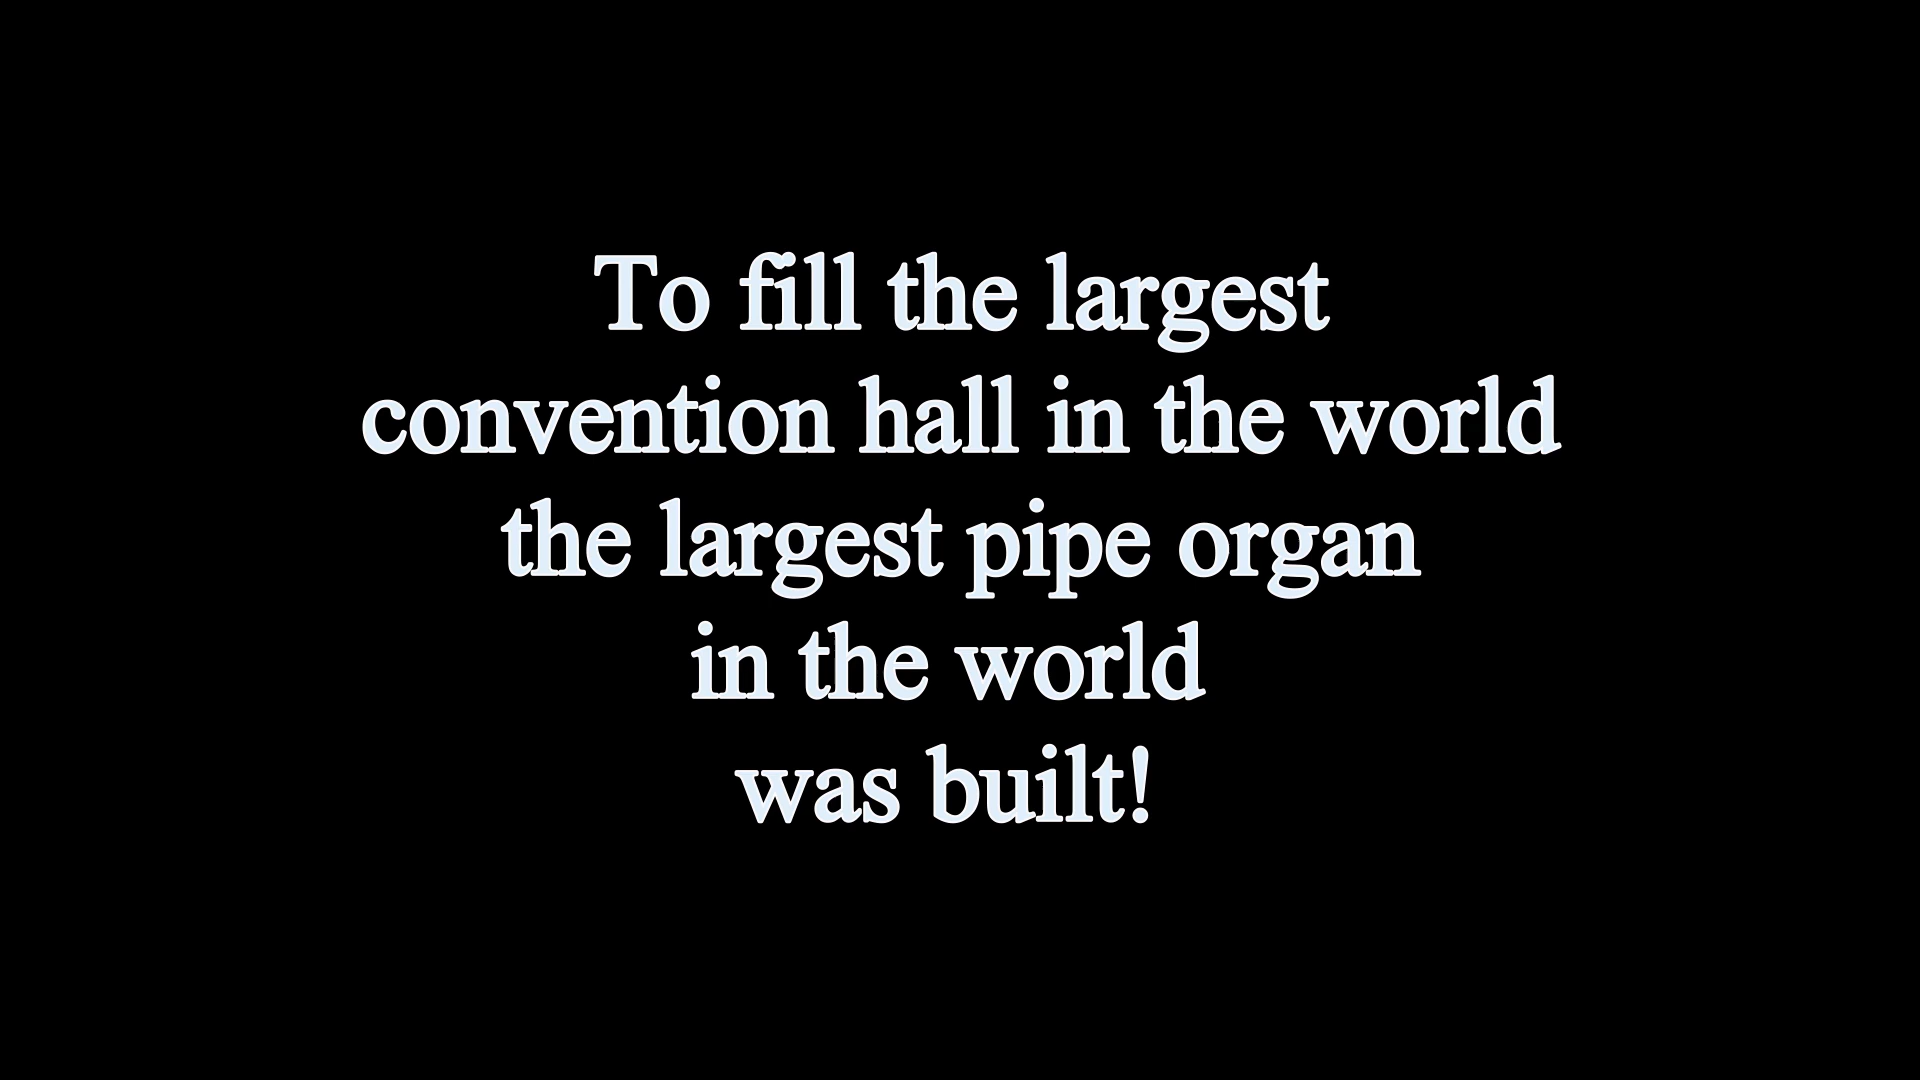 To fill the largest
convention hall in the world
the largest pipe organ
in the world
was built!